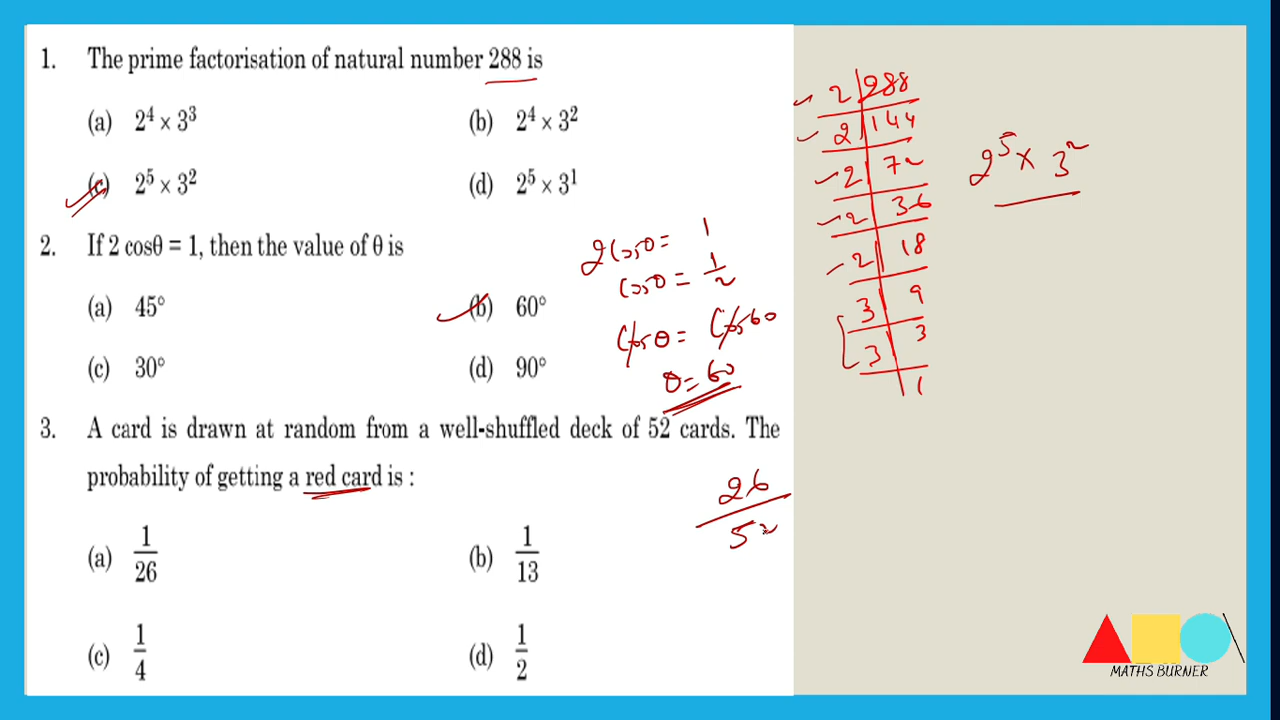 1. The prime factorisation of natural number 288 is
(a) 2⁴ × 3³ (b) 2⁴ × 3²
(c) 2⁵ × 3² (d) 2⁵ × 3¹
2. If 2 cosθ = 1, then the value of θ is
(a) 45° (b) 60°
(c) 30° (d) 90°
3. A card is drawn at random from a well-shuffled deck of 52 cards. The
probability of getting a red card is :
(a) 1/26 (b) 1/13
(c) 1/4 (d) 1/2
2cosθ = 1
cosθ = 1/2
cosθ = cos60
θ = 60
26/52
2 | 288
2 | 144
2 | 72
2 | 36
2 | 18
3 | 9
3 | 3
1
2⁵ × 3²
MATHS BURNER